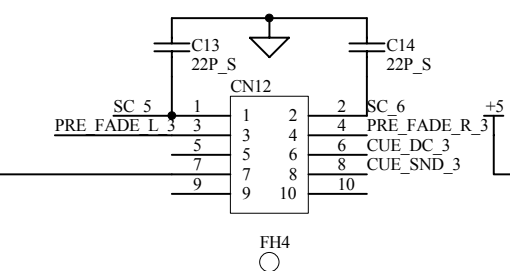 C13 C14
22P_S 22P_S
CN12
SC_5 1 1 2 2 SC_6 +5
PRE_FADE_L_3 3 3 4 4 PRE_FADE_R_3
5 5 6 6 CUE_DC_3
7 7 8 8 CUE_SND_3
9 9 10 10
FH4